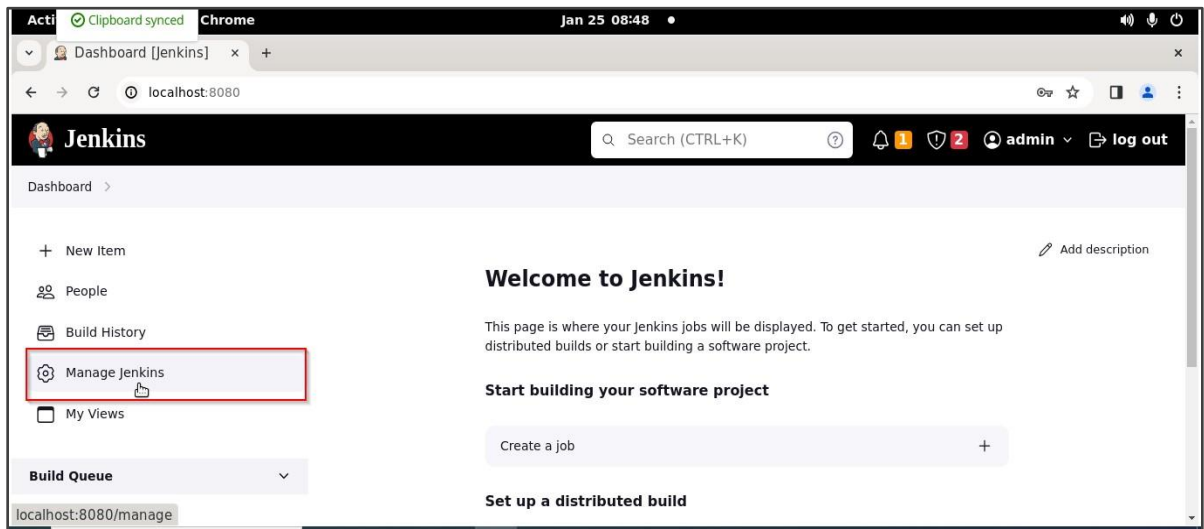 Acti Clipboard synced Chrome Jan 25 08:48
Dashboard [Jenkins] × +
localhost:8080
Jenkins Search (CTRL+K) 1 2 admin log out
Dashboard
New Item
Add description
Welcome to Jenkins!
People
This page is where your Jenkins jobs will be displayed. To get started, you can set up
Build History
distributed builds or start building a software project.
Manage Jenkins
Start building your software project
My Views
Create a job +
Build Queue
Set up a distributed build
localhost:8080/manage